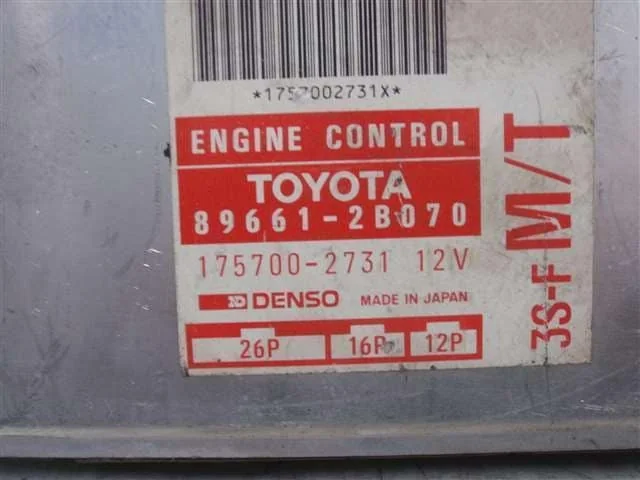 *1757002731X*
ENGINE CONTROL
TOYOTA
89661-2B070
175700-2731 12V
DENSO MADE IN JAPAN
26P 16P 12P
3S-F M/T